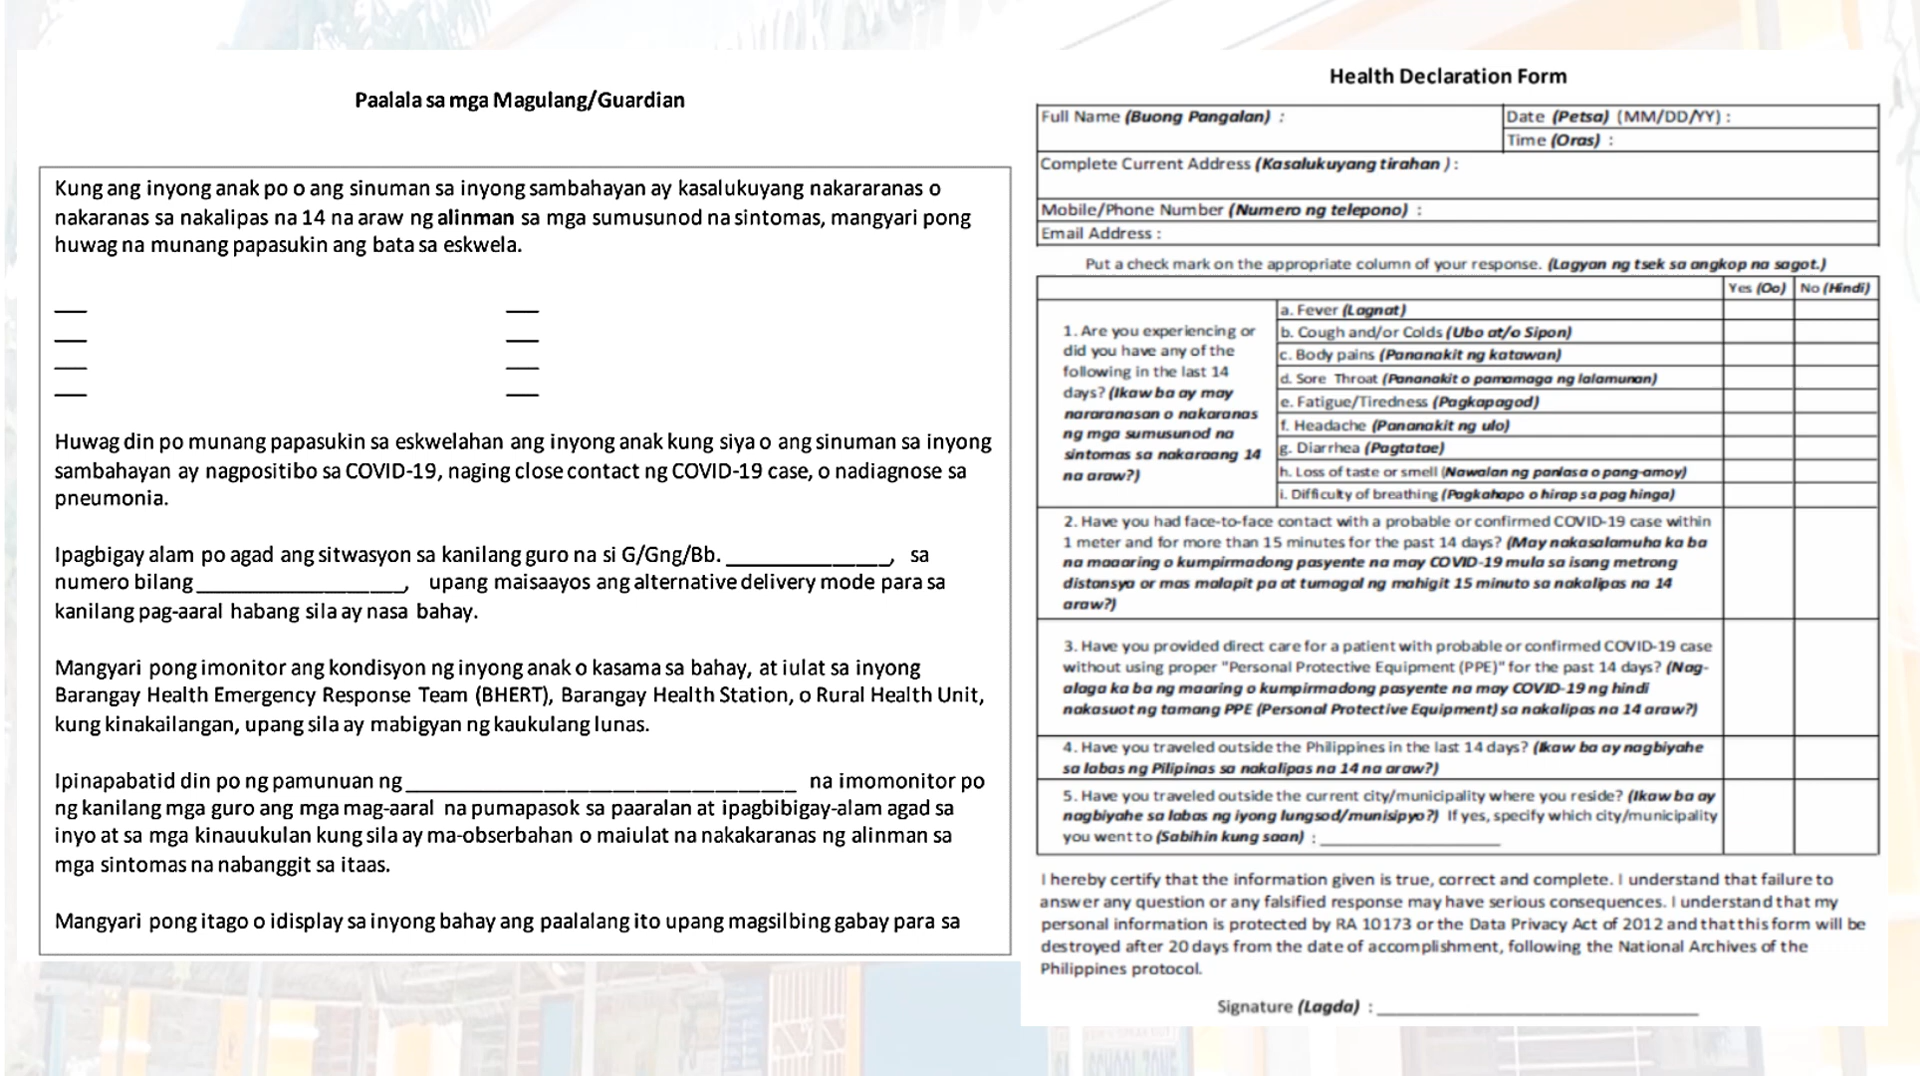 Paalala sa mga Magulang/Guardian
Kung ang inyong anak po o ang sinuman sa inyong sambahayan ay kasalukuyang nakararanas o
nakaranas sa nakalipas na 14 na araw ng alinman sa mga sumusunod na sintomas, mangyari pong
huwag na munang papasukin ang bata sa eskwela.
___ ___
___ ___
___ ___
___ ___
Huwag din po munang papasukin sa eskwelahan ang inyong anak kung siya o ang sinuman sa inyong
sambahayan ay nagpositibo sa COVID-19, naging close contact ng COVID-19 case, o nadiagnose sa
pneumonia.
Ipagbigay alam po agad ang sitwasyon sa kanilang guro na si G/Gng/Bb. ________________, sa
numero bilang ____________________, upang maisaayos ang alternative delivery mode para sa
kanilang pag-aaral habang sila ay nasa bahay.
Mangyari pong imonitor ang kondisyon ng inyong anak o kasama sa bahay, at iulat sa inyong
Barangay Health Emergency Response Team (BHERT), Barangay Health Station, o Rural Health Unit,
kung kinakailangan, upang sila ay mabigyan ng kaukulang lunas.
Ipinapabatid din po ng pamunuan ng ______________________________________ na imomonitor po
ng kanilang mga guro ang mga mag-aaral na pumapasok sa paaralan at ipagbibigay-alam agad sa
inyo at sa mga kinauukulan kung sila ay ma-obserbahan o maiulat na nakakaranas ng alinman sa
mga sintomas na nabanggit sa itaas.
Mangyari pong itago o idisplay sa inyong bahay ang paalalang ito upang magsilbing gabay para sa
Health Declaration Form
Full Name (Buong Pangalan) :
Date (Petsa) (MM/DD/YY) :
Time (Oras) :
Complete Current Address (Kasalukuyang tirahan ) :
Mobile/Phone Number (Numero ng telepono) :
Email Address :
Put a check mark on the appropriate column of your response. (Lagyan ng tsek sa angkop na sagot.)
Yes (Oo) No (Hindi)
1. Are you experiencing or
did you have any of the
following in the last 14
days? (Ikaw ba ay may
nararanasan o nakaranas
ng mga sumusunod na
sintomas sa nakaraang 14
na araw?)
a. Fever (Lagnat)
b. Cough and/or Colds (Ubo at/o Sipon)
c. Body pains (Pananakit ng katawan)
d. Sore Throat (Pananakit o pamamaga ng lalamunan)
e. Fatigue/Tiredness (Pagkapagod)
f. Headache (Pananakit ng ulo)
g. Diarrhea (Pagtatae)
h. Loss of taste or smell (Nawalan ng panlasa o pang-amoy)
i. Difficulty of breathing (Pagkahapo o hirap sa pag hinga)
2. Have you had face-to-face contact with a probable or confirmed COVID-19 case within
1 meter and for more than 15 minutes for the past 14 days? (May nakasalamuha ka ba
na maaaring o kumpirmadong pasyente na may COVID-19 mula sa isang metrong
distansya or mas malapit pa at tumagal ng mahigit 15 minuto sa nakalipas na 14
araw?)
3. Have you provided direct care for a patient with probable or confirmed COVID-19 case
without using proper "Personal Protective Equipment (PPE)" for the past 14 days? (Nag-
alaga ka ba ng maaring o kumpirmadong pasyente na may COVID-19 ng hindi
nakasuot ng tamang PPE (Personal Protective Equipment) sa nakalipas na 14 araw?)
4. Have you traveled outside the Philippines in the last 14 days? (Ikaw ba ay nagbiyahe
sa labas ng Pilipinas sa nakalipas na 14 na araw?)
5. Have you traveled outside the current city/municipality where you reside? (Ikaw ba ay
nagbiyahe sa labas ng iyong lungsod/munisipyo?) If yes, specify which city/municipality
you went to (Sabihin kung saan) : ____________________
I hereby certify that the information given is true, correct and complete. I understand that failure to
answer any question or any falsified response may have serious consequences. I understand that my
personal information is protected by RA 10173 or the Data Privacy Act of 2012 and that this form will be
destroyed after 20 days from the date of accomplishment, following the National Archives of the
Philippines protocol.
Signature (Lagda) : ___________________________________
SCHOOL ZONE